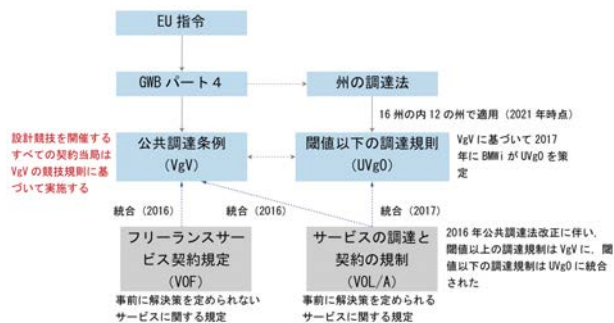 EU 指令
GWB パート４
州の調達法
16 州の内 12 の州で適用（2021 年時点）
設計競技を開催する
すべての契約当局は
VgV の競技規則に基
づいて実施する
公共調達条例
（VgV）
閾値以下の調達規則
（UVgO）
VgV に基づいて 2017
年に BMWi が UVgO を策
定
統合（2016）
統合（2016）
統合（2017）
フリーランスサー
ビス契約規定
（VOF）
サービスの調達と
契約の規制
（VOL/A）
2016 年公共調達法改正に伴い，
閾値以上の調達規制は VgV に，閾
値以下の調達規制は UVgO に統合
された
事前に解決策を定められない
サービスに関する規定
事前に解決策を定められる
サービスに関する規定